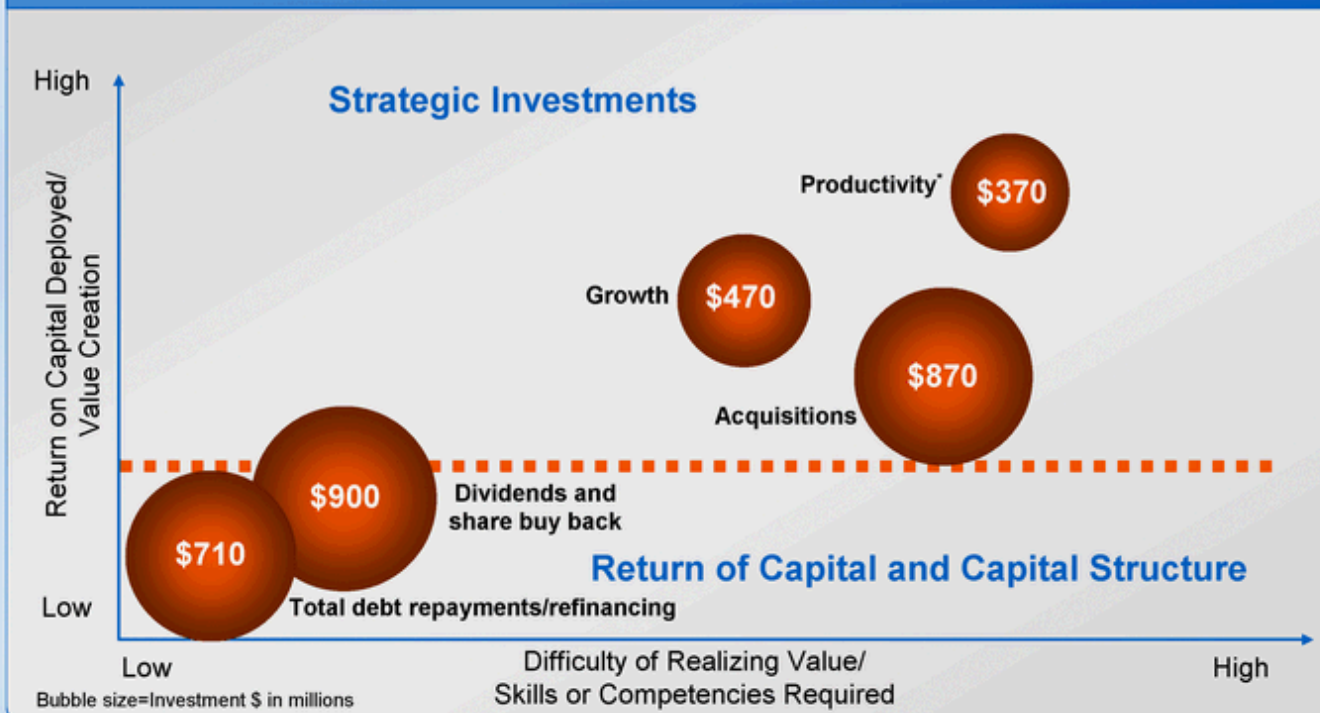 High
Strategic Investments
Productivity*
$370
Growth
$470
$870
Acquisitions
Return on Capital Deployed/
Value Creation
$900
Dividends and
share buy back
$710
Return of Capital and Capital Structure
Low
Total debt repayments/refinancing
Low
Difficulty of Realizing Value/
Skills or Competencies Required
High
Bubble size=Investment $ in millions